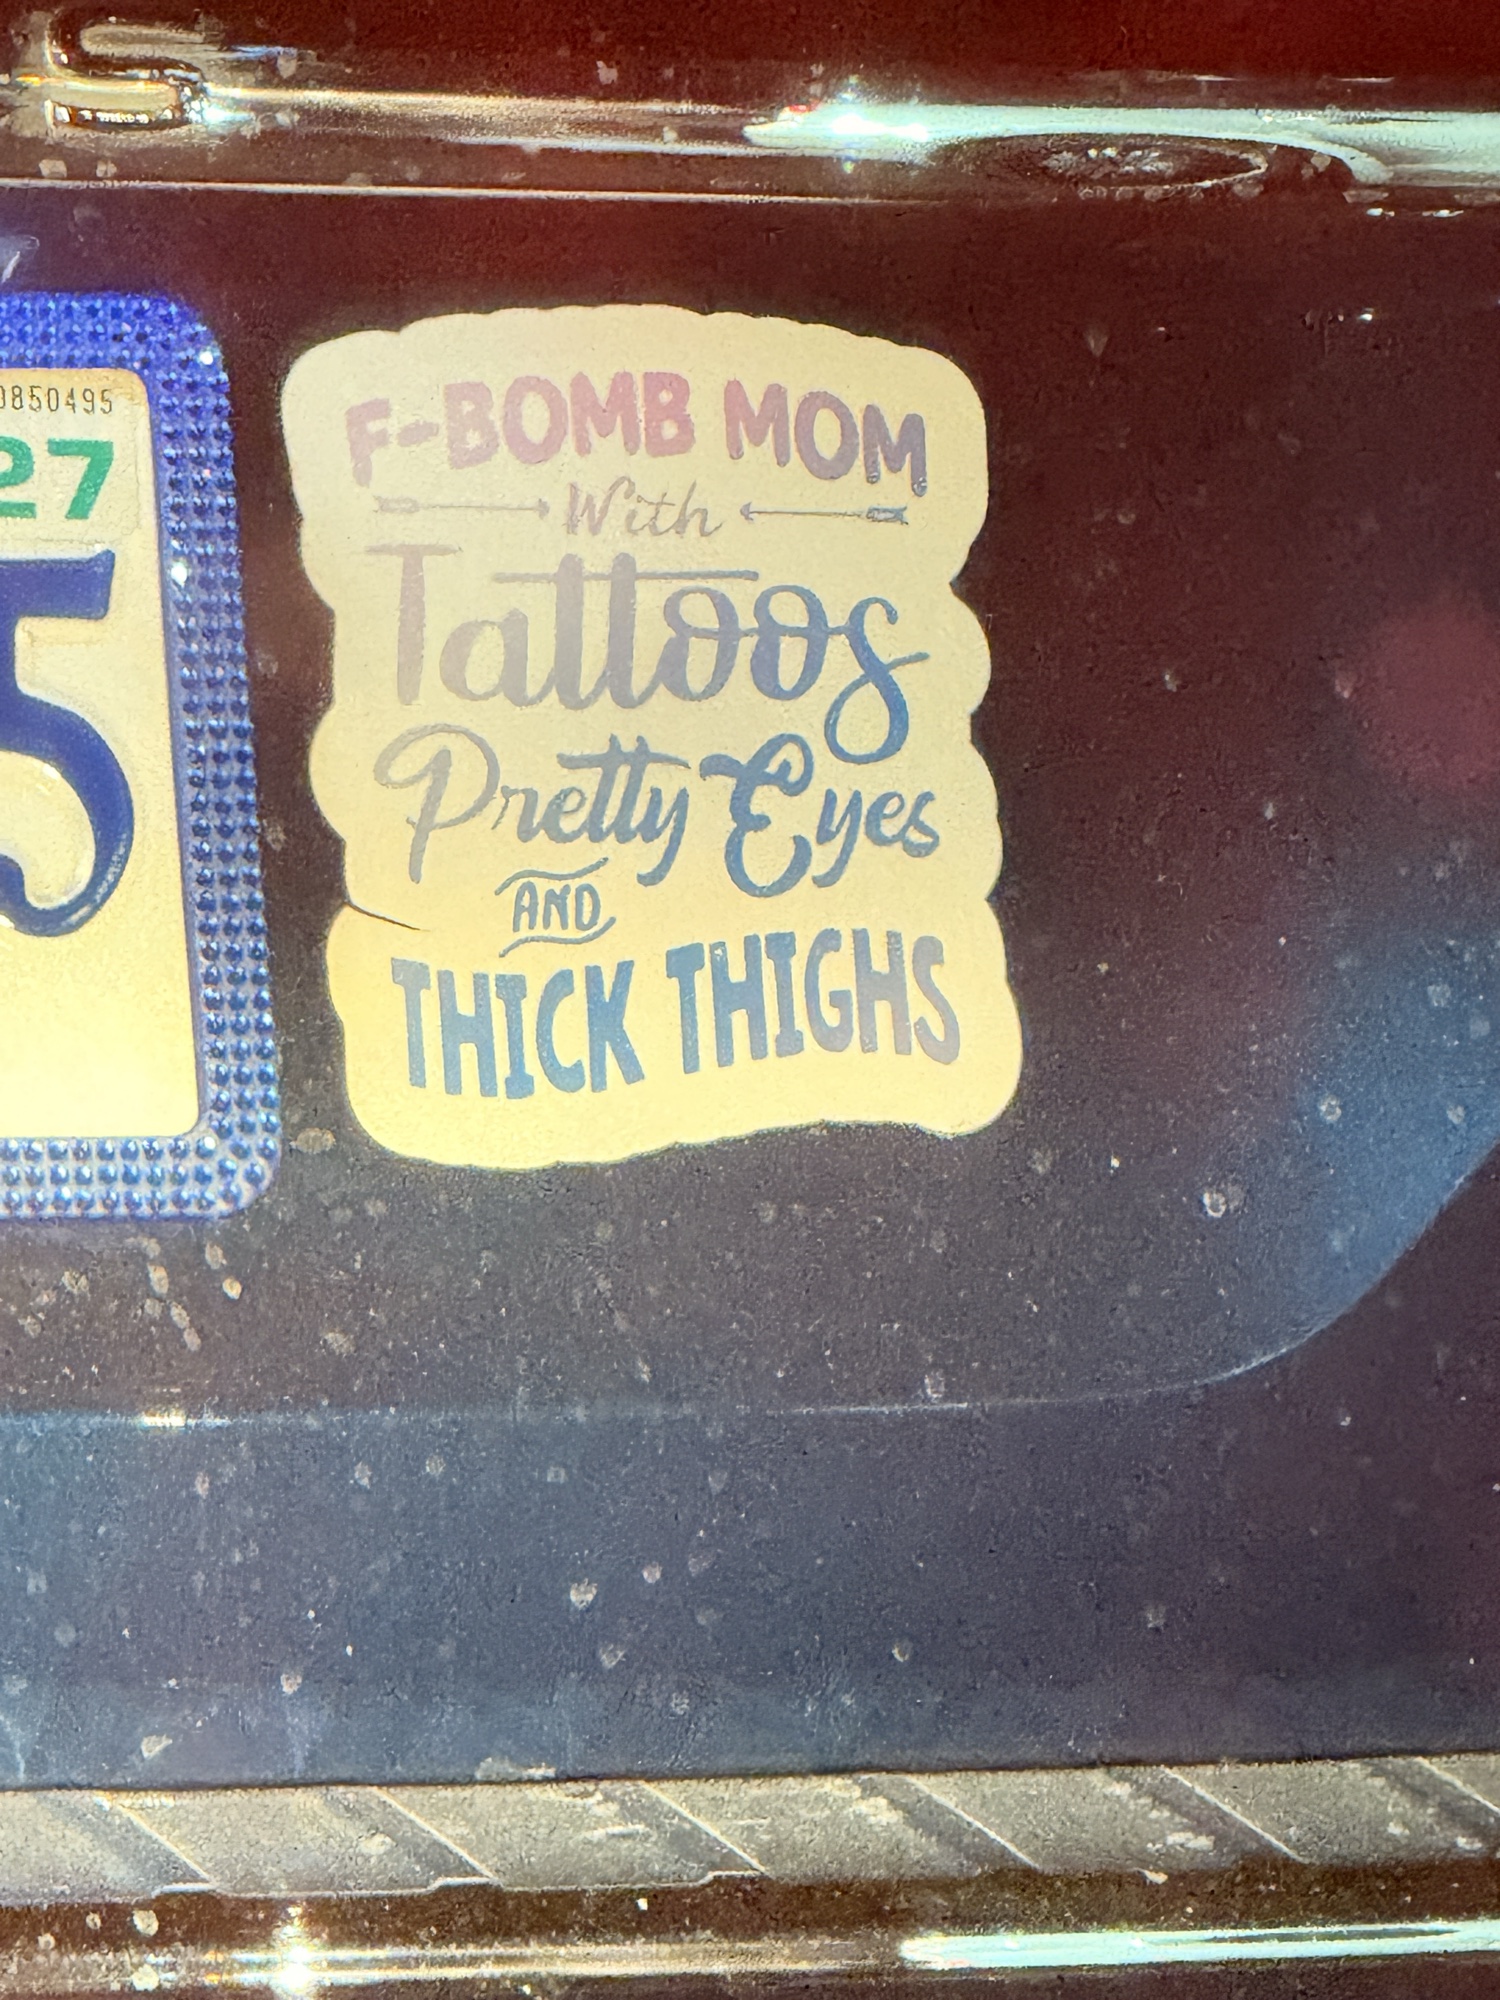 S
0850495
27
5
F-BOMB MOM
With
Tattoos
Pretty Eyes
AND
THICK THIGHS